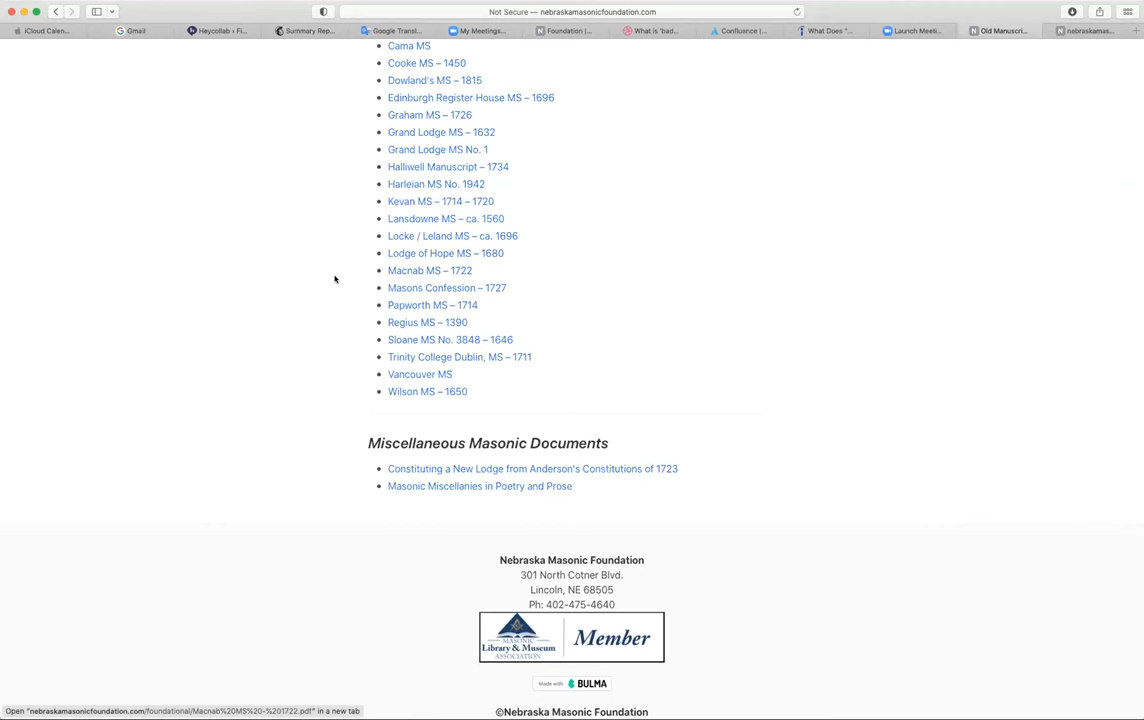 Not Secure — nebraskamasonicfoundation.com
iCloud Calen...
Gmail
Heycollab › Fi...
Summary Rep...
Google Transl...
My Meetings...
Foundation |...
What is 'bad...
Confluence |...
What Does "...
Launch Meeti...
Old Manuscri...
nebraskamas...
Cama MS
Cooke MS – 1450
Dowland's MS – 1815
Edinburgh Register House MS – 1696
Graham MS – 1726
Grand Lodge MS – 1632
Grand Lodge MS No. 1
Halliwell Manuscript – 1734
Harleian MS No. 1942
Kevan MS – 1714 – 1720
Lansdowne MS – ca. 1560
Locke / Leland MS – ca. 1696
Lodge of Hope MS – 1680
Macnab MS – 1722
Masons Confession – 1727
Papworth MS – 1714
Regius MS – 1390
Sloane MS No. 3848 – 1646
Trinity College Dublin, MS – 1711
Vancouver MS
Wilson MS – 1650
Miscellaneous Masonic Documents
Constituting a New Lodge from Anderson's Constitutions of 1723
Masonic Miscellanies in Poetry and Prose
Nebraska Masonic Foundation
301 North Cotner Blvd.
Lincoln, NE 68505
Ph: 402-475-4640
MASONIC
Library & Museum
ASSOCIATION
Member
Made with BULMA
©Nebraska Masonic Foundation
Open "nebraskamasonicfoundation.com/foundational/Macnab%20MS%20-%201722.pdf" in a new tab